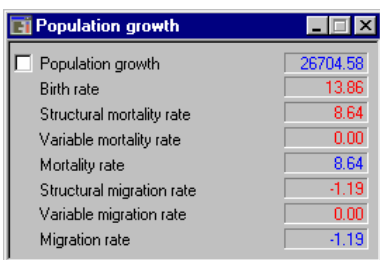 Population growth
Population growth 26704.58
Birth rate 13.86
Structural mortality rate 8.64
Variable mortality rate 0.00
Mortality rate 8.64
Structural migration rate -1.19
Variable migration rate 0.00
Migration rate -1.19